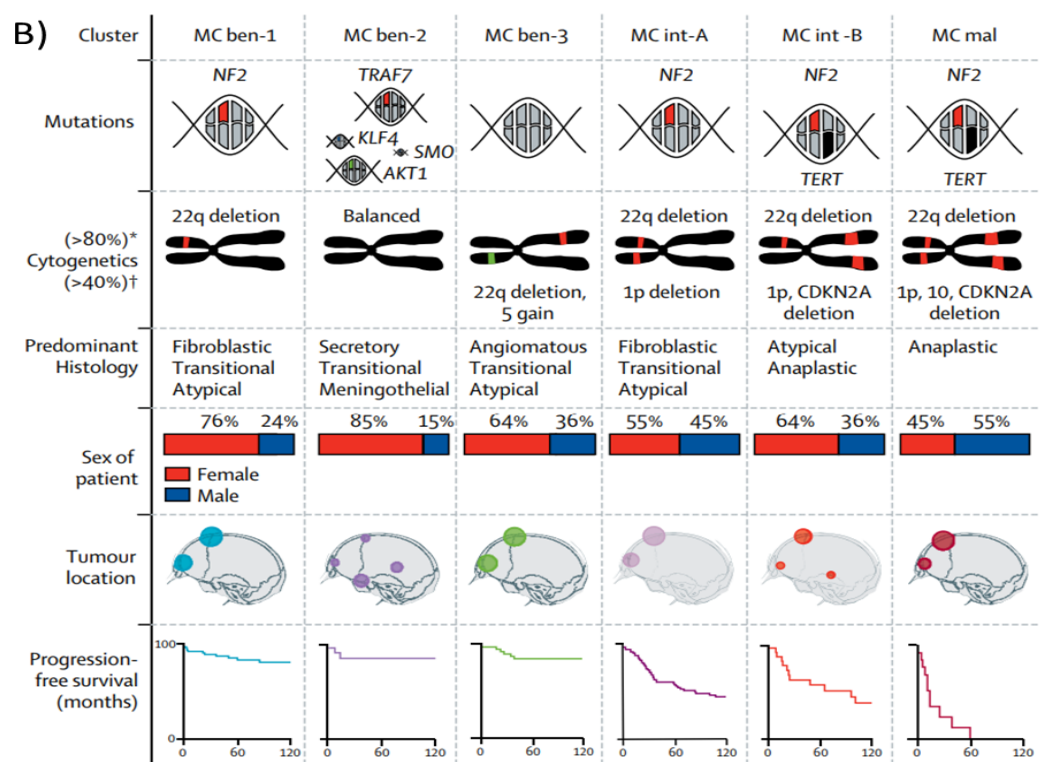 B)
Cluster
MC ben-1
MC ben-2
MC ben-3
MC int-A
MC int -B
MC mal
Mutations
NF2
TRAF7
KLF4
SMO
AKT1
NF2
NF2
TERT
NF2
TERT
(>80%)*
Cytogenetics
(>40%)†
22q deletion
Balanced
22q deletion,
5 gain
22q deletion
1p deletion
22q deletion
1p, CDKN2A
deletion
22q deletion
1p, 10, CDKN2A
deletion
Predominant
Histology
Fibroblastic
Transitional
Atypical
Secretory
Transitional
Meningothelial
Angiomatous
Transitional
Atypical
Fibroblastic
Transitional
Atypical
Atypical
Anaplastic
Anaplastic
Sex of
patient
76% 24%
85% 15%
64% 36%
55% 45%
64% 36%
45% 55%
Female
Male
Tumour
location
Progression-
free survival
(months)
100
0
0 60 120
0 60 120
0 60 120
0 60 120
0 60 120
0 60 120